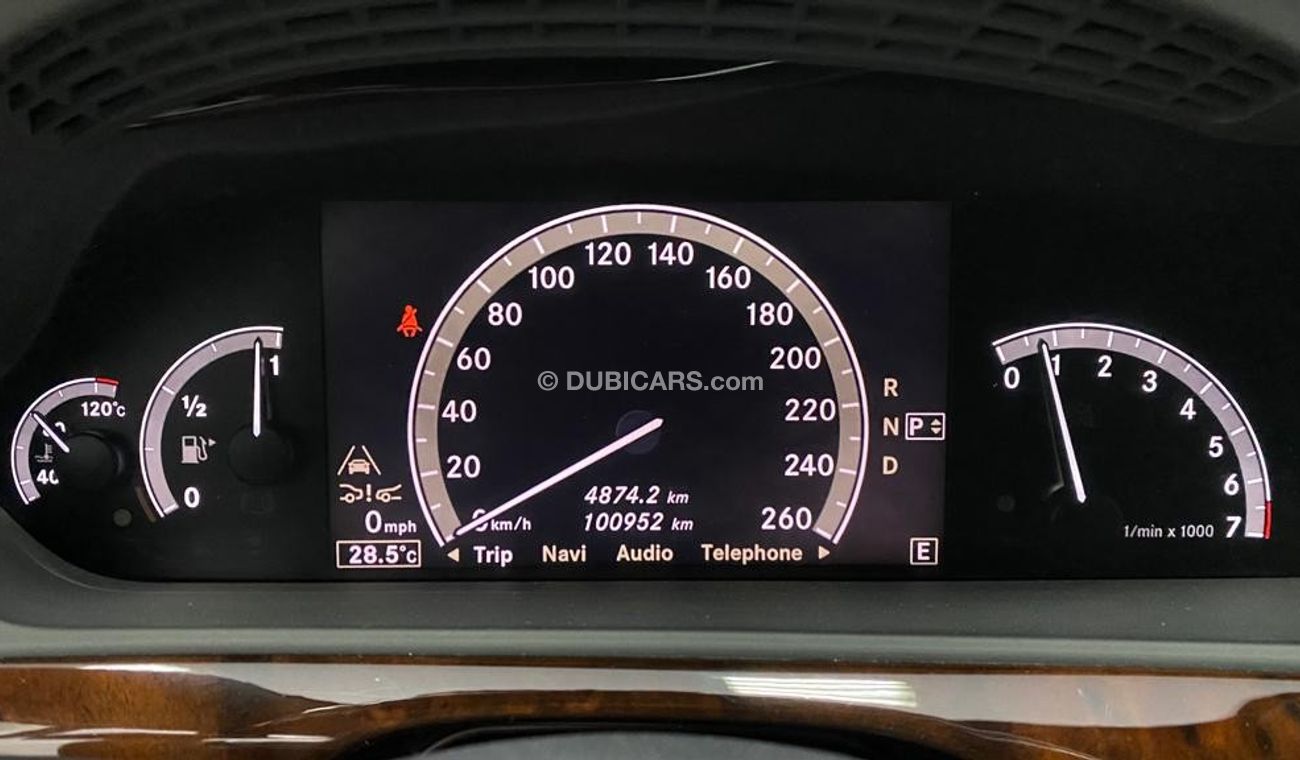 120 140
100 160
80 180
60 200
© DUBICARS.com
40 220
20 240
km/h 260
4874.2 km
100952 km
0 mph
28.5°C
Trip Navi Audio Telephone
R
N P
D
E
120°C
40
1
½
0
0 1 2 3 4 5 6 7
1/min x 1000